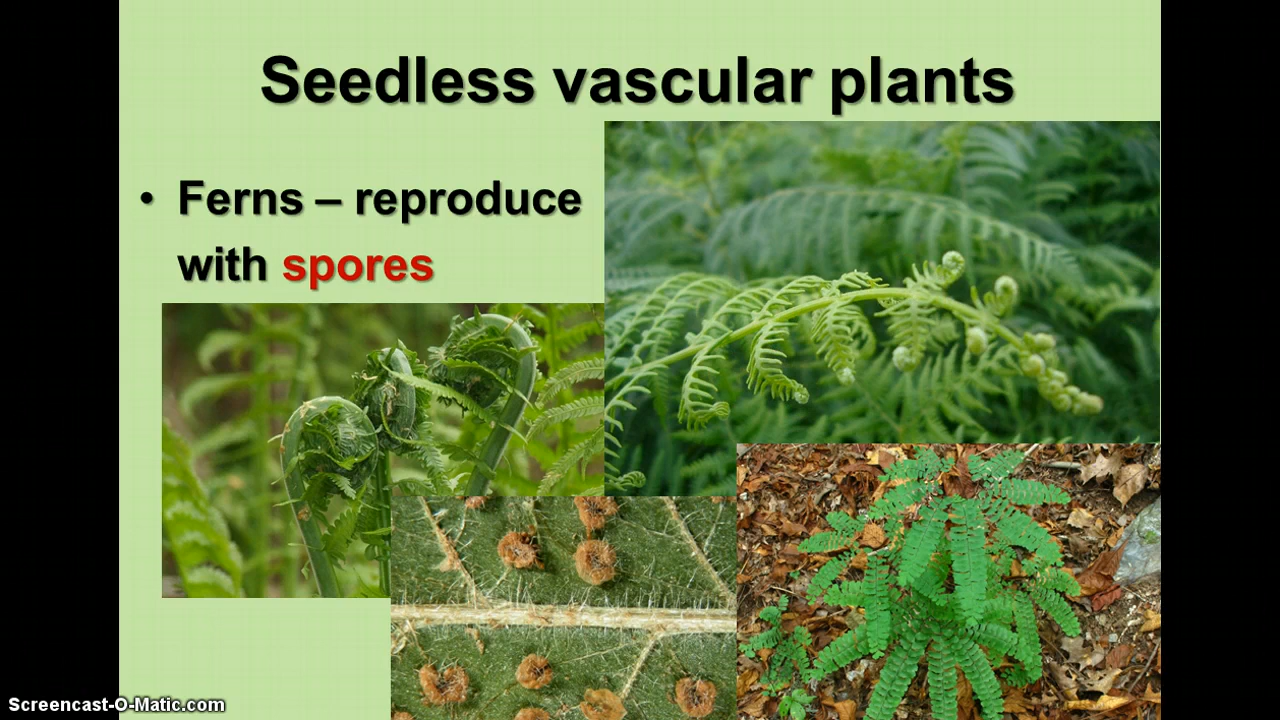 Seedless vascular plants
• Ferns – reproduce
with spores
Screencast-O-Matic.com